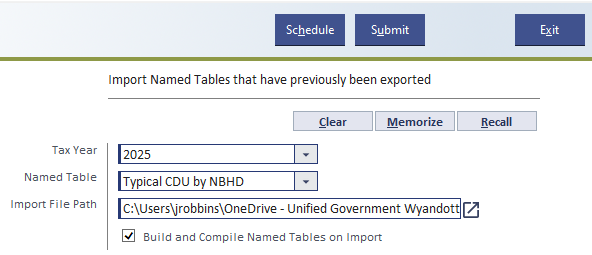 Schedule Submit Exit
Import Named Tables that have previously been exported
Clear Memorize Recall
Tax Year 2025
Named Table Typical CDU by NBHD
Import File Path C:\Users\jrobbins\OneDrive - Unified Government Wyandott
Build and Compile Named Tables on Import